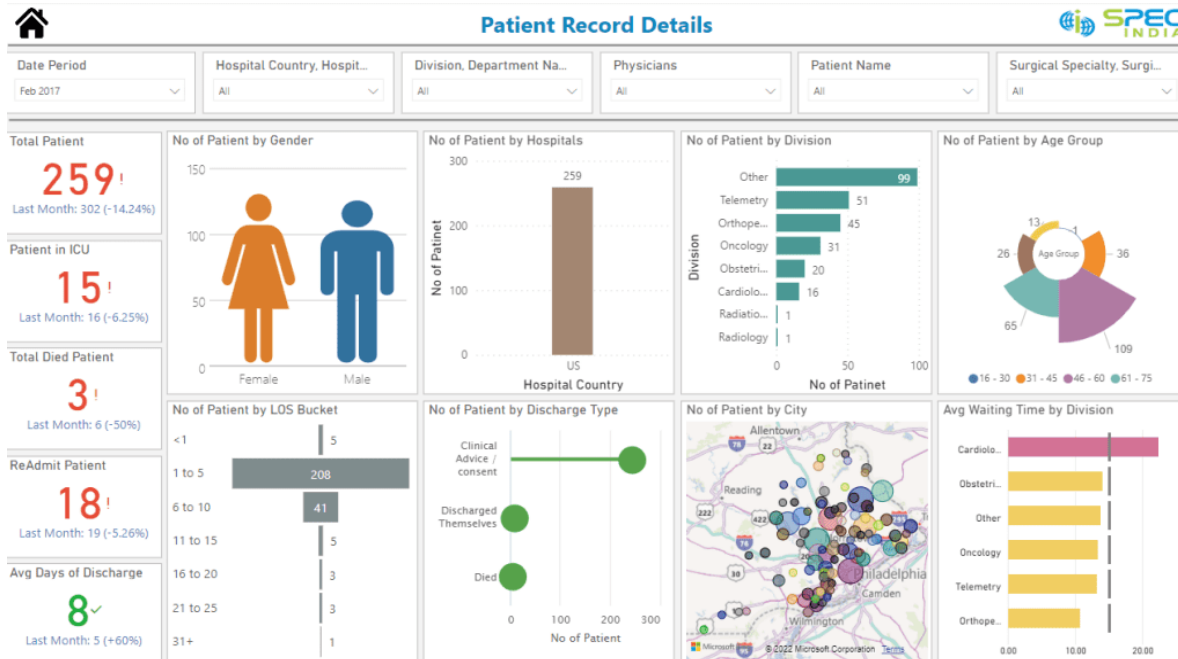 Patient Record Details
SPEC
INDIA
Date Period
Feb 2017
Hospital Country, Hospit...
All
Division, Department Na...
All
Physicians
All
Patient Name
All
Surgical Specialty, Surgi...
All
Total Patient
259!
Last Month: 302 (-14.24%)
Patient in ICU
15!
Last Month: 16 (-6.25%)
Total Died Patient
3!
Last Month: 6 (-50%)
ReAdmit Patient
18!
Last Month: 19 (-5.26%)
Avg Days of Discharge
8✓
Last Month: 5 (+60%)
No of Patient by Gender
150
100
50
0
Female
Male
No of Patient by Hospitals
No of Patinet
300
200
100
0
259
US
Hospital Country
No of Patient by Division
Division
Other 99
Telemetry 51
Orthope... 45
Oncology 31
Obstetri... 20
Cardiolo... 16
Radiatio... 1
Radiology 1
0 50 100
No of Patinet
No of Patient by Age Group
13
1
26
Age Group
36
65
109
16 - 30 31 - 45 46 - 60 61 - 75
No of Patient by LOS Bucket
<1 5
1 to 5 208
6 to 10 41
11 to 15 5
16 to 20 3
21 to 25 3
31+ 1
No of Patient by Discharge Type
Clinical
Advice /
consent
Discharged
Themselves
Died
0 100 200 300
No of Patient
No of Patient by City
Allentown
78
22
Reading
222
422
76
30
Philadelphia
Camden
Wilmington
95
Microsoft
©2022 Microsoft Corporation Terms
Avg Waiting Time by Division
Cardiolo...
Obstetri...
Other
Oncology
Telemetry
Orthope...
0.00 10.00 20.00